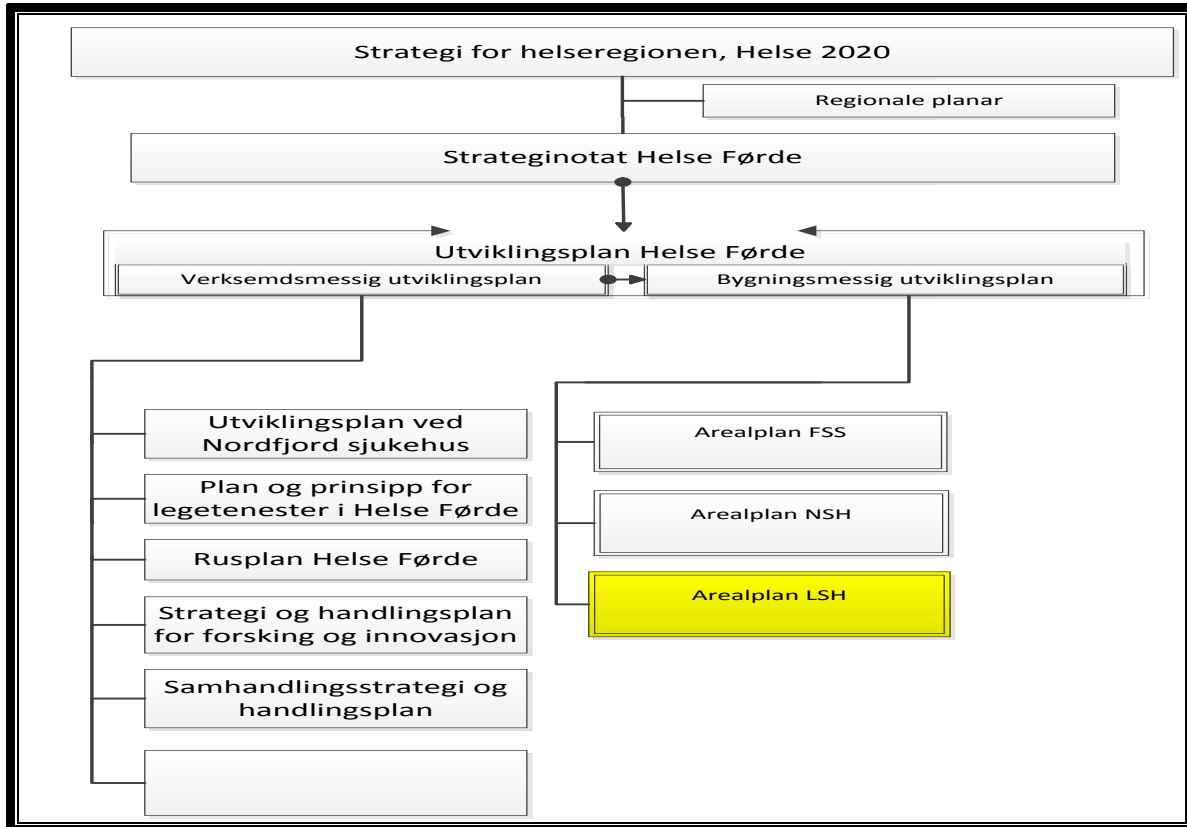 Strategi for helseregionen, Helse 2020
Regionale planar
Strateginotat Helse Førde
Utviklingsplan Helse Førde
Verksemdsmessig utviklingsplan
Bygningsmessig utviklingsplan
Utviklingsplan ved
Nordfjord sjukehus
Plan og prinsipp for
legetenester i Helse Førde
Rusplan Helse Førde
Strategi og handlingsplan
for forsking og innovasjon
Samhandlingsstrategi og
handlingsplan
Arealplan FSS
Arealplan NSH
Arealplan LSH